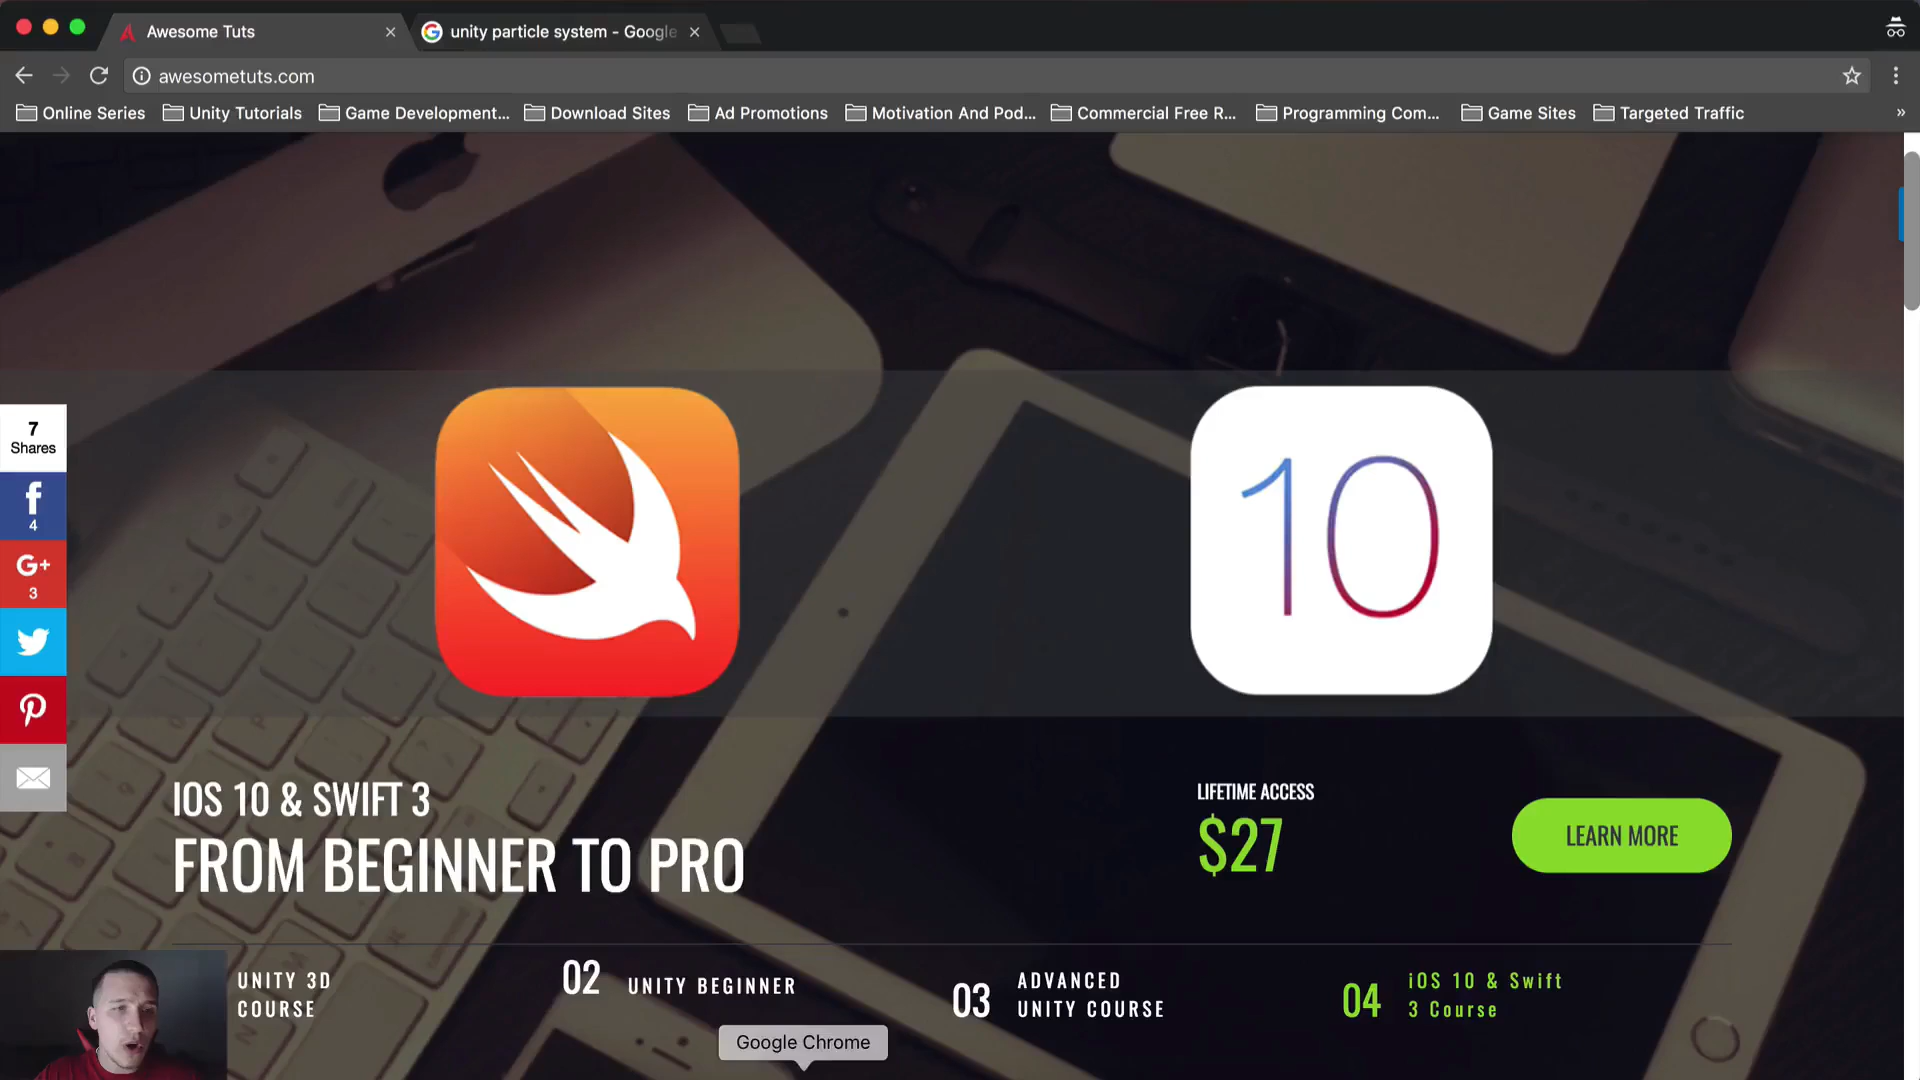 Awesome Tuts
unity particle system - Google
awesometuts.com
Online Series
Unity Tutorials
Game Development...
Download Sites
Ad Promotions
Motivation And Pod...
Commercial Free R...
Programming Com...
Game Sites
Targeted Traffic
»
7
Shares
4
G+
3
10
IOS 10 & SWIFT 3
FROM BEGINNER TO PRO
LIFETIME ACCESS
$27
LEARN MORE
UNITY 3D
COURSE
02 UNITY BEGINNER
03 ADVANCED
UNITY COURSE
04 iOS 10 & Swift
3 Course
Google Chrome